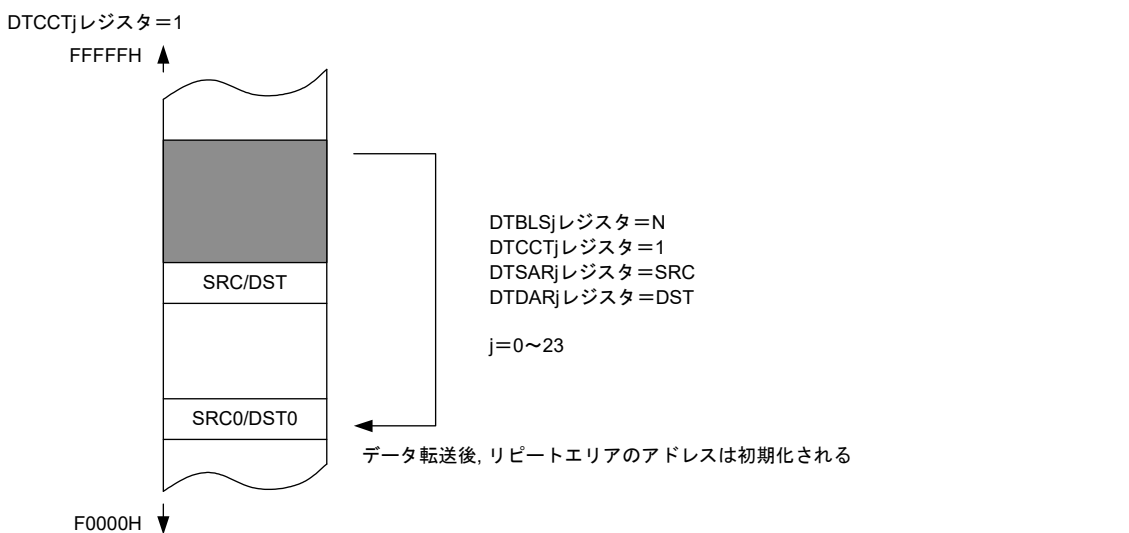 DTCCTjレジスタ＝1
FFFFFH
SRC/DST
DTBLSjレジスタ＝N
DTCCTjレジスタ＝1
DTSARjレジスタ＝SRC
DTDARjレジスタ＝DST
j＝0～23
SRC0/DST0
データ転送後, リピートエリアのアドレスは初期化される
F0000H